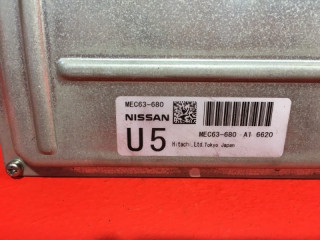 MEC63-680
NISSAN
U5
MEC63-680 A1 6620
Hitachi,Ltd.Tokyo Japan